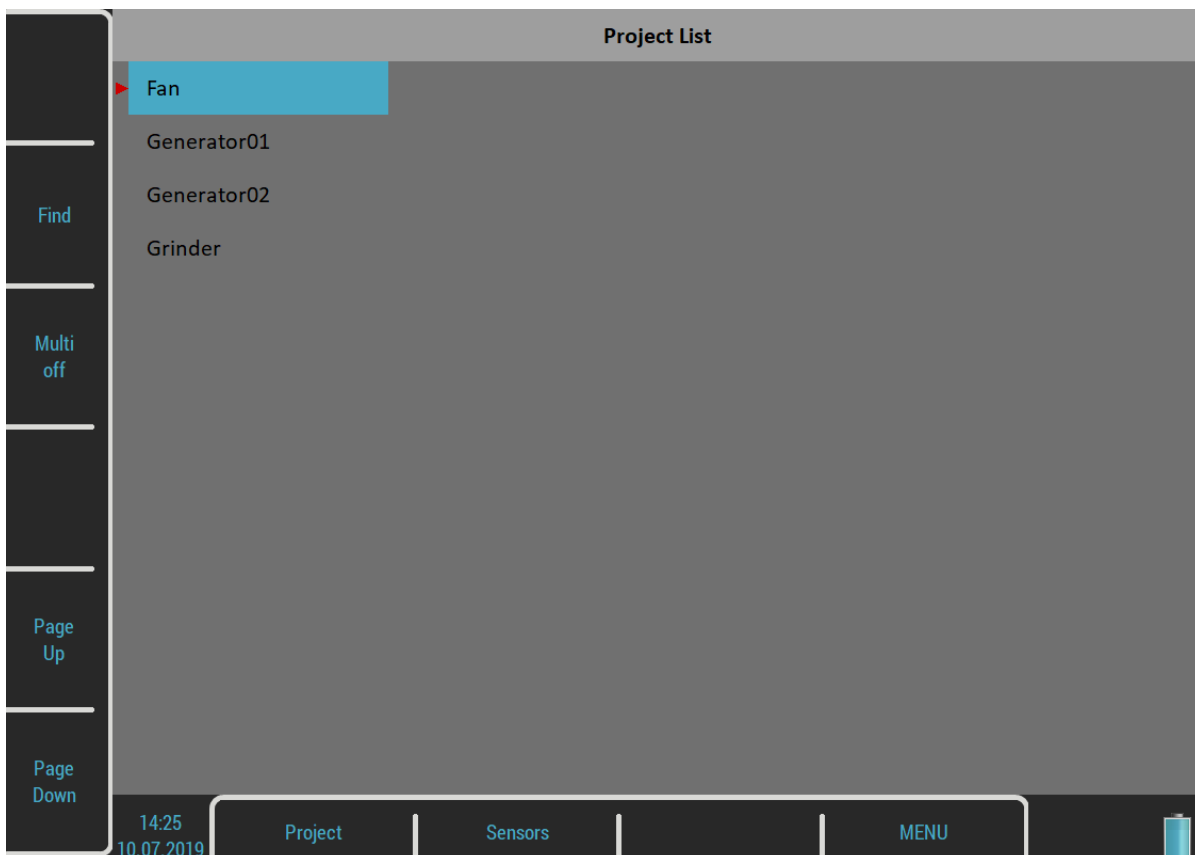 Project List
Fan
Generator01
Generator02
Grinder
Find
Multi
off
Page
Up
Page
Down
14:25
10.07.2019
Project
Sensors
MENU